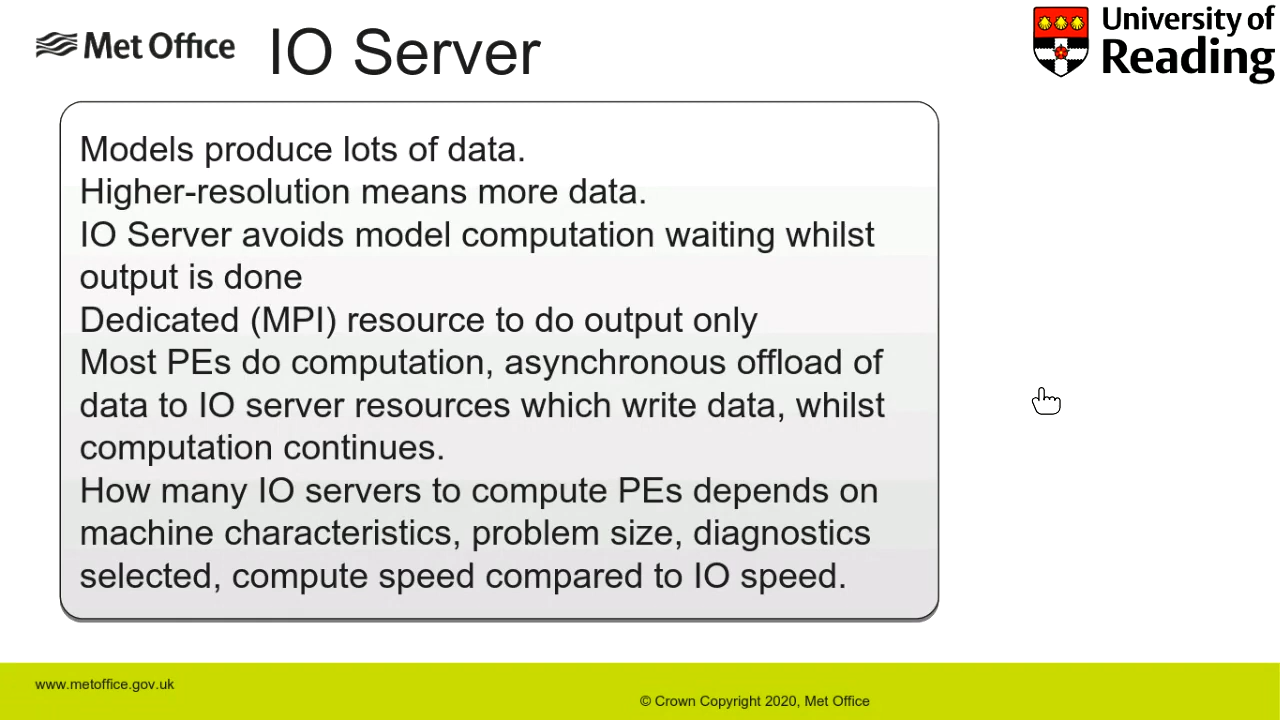 Met Office
IO Server
University of
Reading
Models produce lots of data.
Higher-resolution means more data.
IO Server avoids model computation waiting whilst
output is done
Dedicated (MPI) resource to do output only
Most PEs do computation, asynchronous offload of
data to IO server resources which write data, whilst
computation continues.
How many IO servers to compute PEs depends on
machine characteristics, problem size, diagnostics
selected, compute speed compared to IO speed.
www.metoffice.gov.uk
© Crown Copyright 2020, Met Office